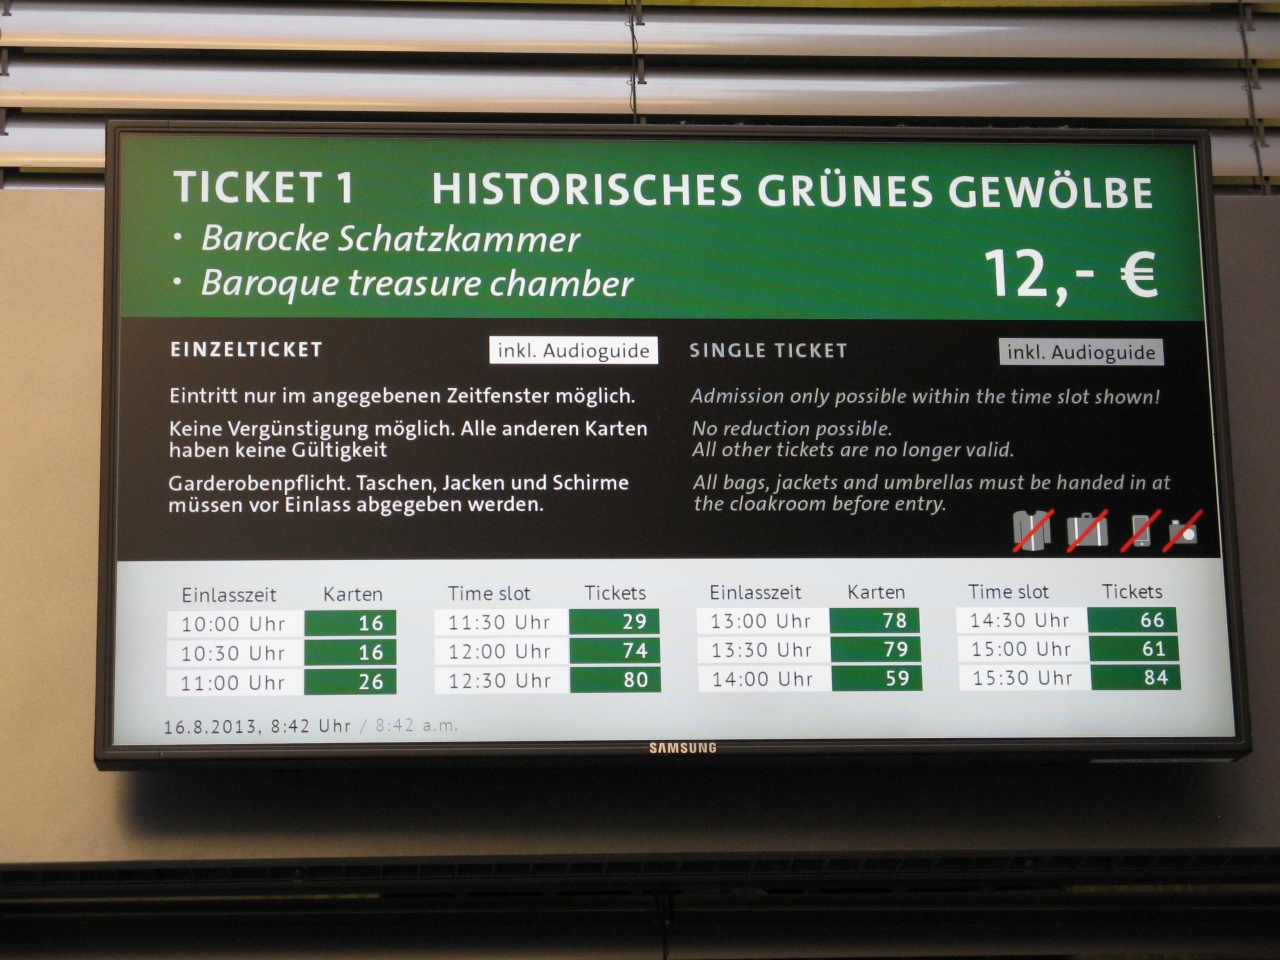 TICKET 1 HISTORISCHES GRÜNES GEWÖLBE
• Barocke Schatzkammer
• Baroque treasure chamber
12,- €
EINZELTICKET inkl. Audioguide
Eintritt nur im angegebenen Zeitfenster möglich.
Keine Vergünstigung möglich. Alle anderen Karten
haben keine Gültigkeit
Garderobenpflicht. Taschen, Jacken und Schirme
müssen vor Einlass abgegeben werden.
SINGLE TICKET inkl. Audioguide
Admission only possible within the time slot shown!
No reduction possible.
All other tickets are no longer valid.
All bags, jackets and umbrellas must be handed in at
the cloakroom before entry.
Einlasszeit Karten Time slot Tickets Einlasszeit Karten Time slot Tickets
10:00 Uhr 16 11:30 Uhr 29 13:00 Uhr 78 14:30 Uhr 66
10:30 Uhr 16 12:00 Uhr 74 13:30 Uhr 79 15:00 Uhr 61
11:00 Uhr 26 12:30 Uhr 80 14:00 Uhr 59 15:30 Uhr 84
16.8.2013, 8:42 Uhr / 8:42 a.m.
SAMSUNG